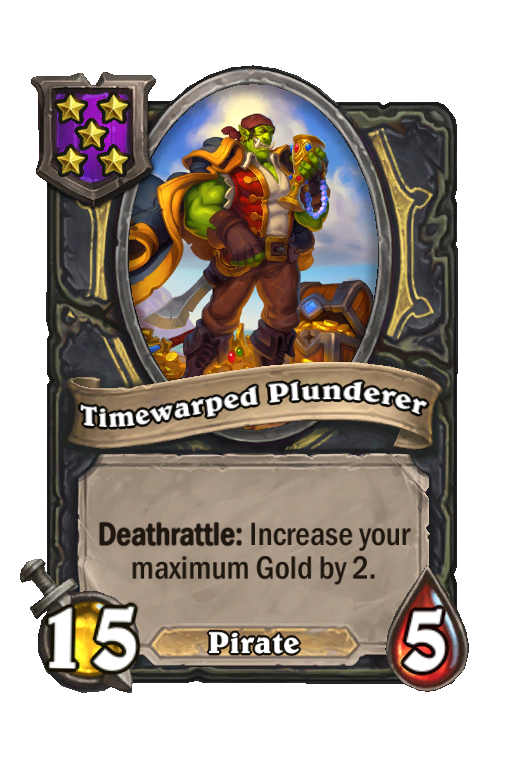 Timewarped Plunderer
Deathrattle: Increase your
maximum Gold by 2.
15
Pirate
5